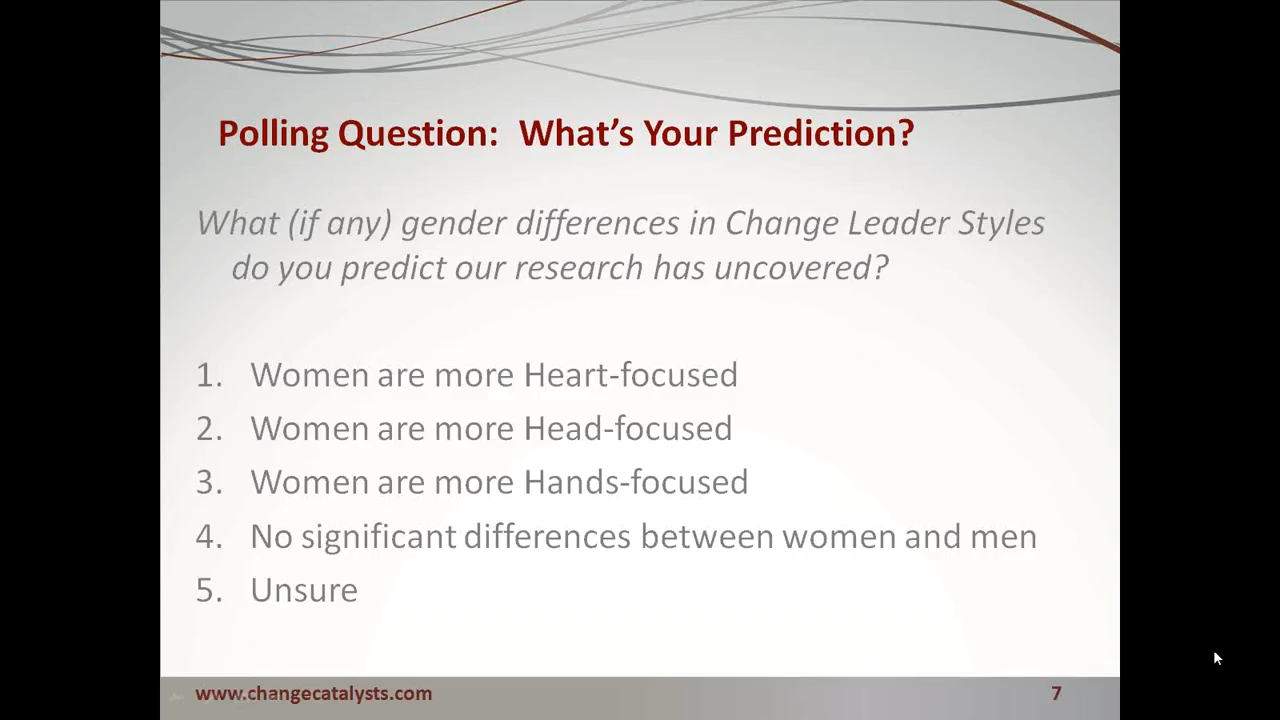 Polling Question: What's Your Prediction?
What (if any) gender differences in Change Leader Styles
do you predict our research has uncovered?
1. Women are more Heart-focused
2. Women are more Head-focused
3. Women are more Hands-focused
4. No significant differences between women and men
5. Unsure
www.changecatalysts.com 7